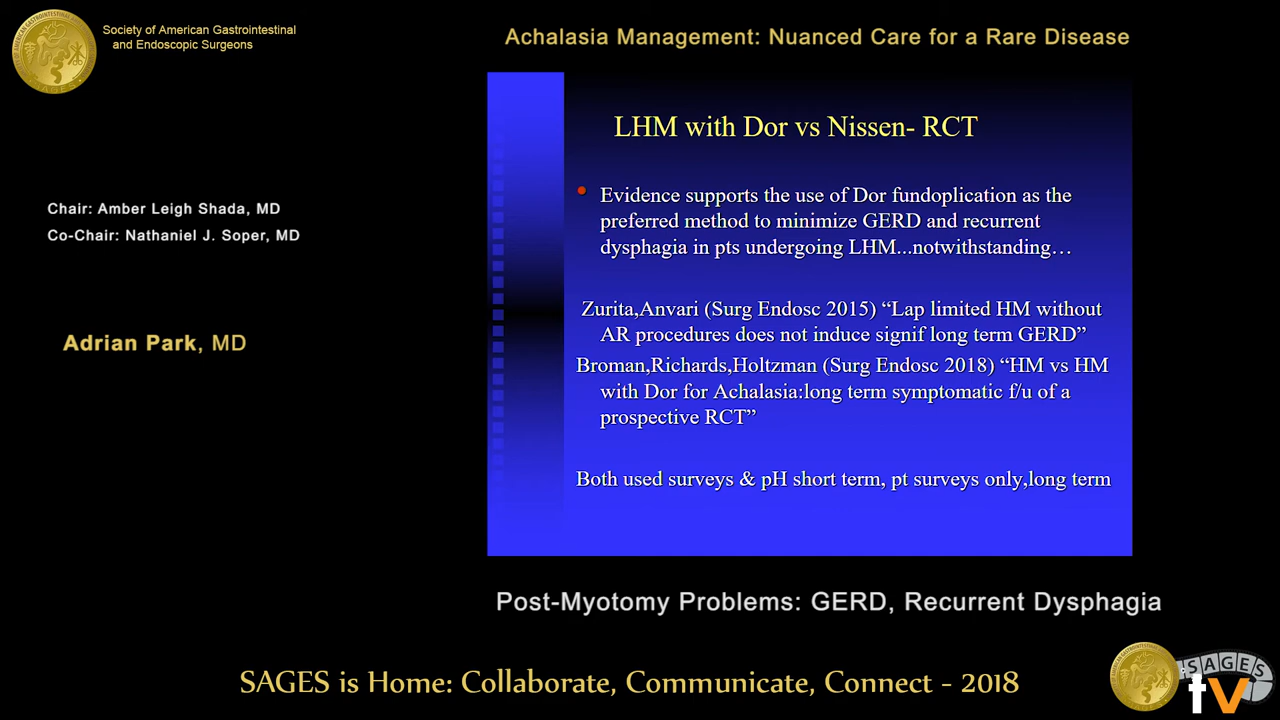 Society of American Gastrointestinal
and Endoscopic Surgeons
Achalasia Management: Nuanced Care for a Rare Disease
Chair: Amber Leigh Shada, MD
Co-Chair: Nathaniel J. Soper, MD
Adrian Park, MD
LHM with Dor vs Nissen- RCT
• Evidence supports the use of Dor fundoplication as the
preferred method to minimize GERD and recurrent
dysphagia in pts undergoing LHM...notwithstanding…
Zurita,Anvari (Surg Endosc 2015) “Lap limited HM without
AR procedures does not induce signif long term GERD”
Broman,Richards,Holtzman (Surg Endosc 2018) “HM vs HM
with Dor for Achalasia:long term symptomatic f/u of a
prospective RCT”
Both used surveys & pH short term, pt surveys only,long term
Post-Myotomy Problems: GERD, Recurrent Dysphagia
SAGES is Home: Collaborate, Communicate, Connect - 2018
SAGES
tv